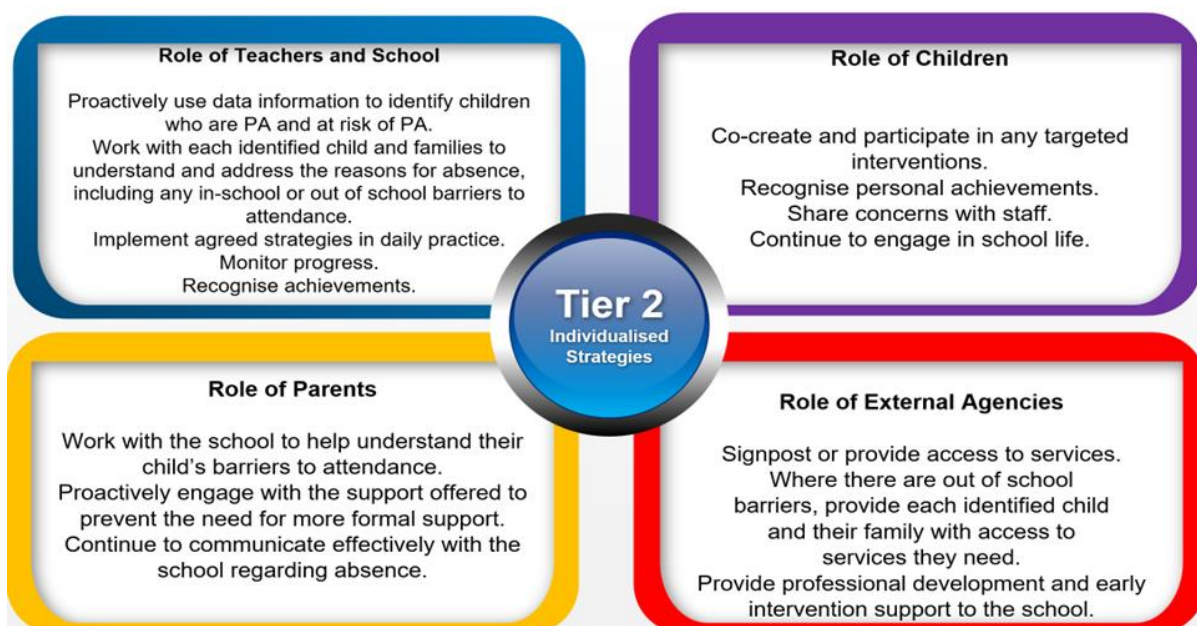 Role of Teachers and School
Proactively use data information to identify children
who are PA and at risk of PA.
Work with each identified child and families to
understand and address the reasons for absence,
including any in-school or out of school barriers to
attendance.
Implement agreed strategies in daily practice.
Monitor progress.
Recognise achievements.
Role of Children
Co-create and participate in any targeted
interventions.
Recognise personal achievements.
Share concerns with staff.
Continue to engage in school life.
Tier 2
Individualised
Strategies
Role of Parents
Work with the school to help understand their
child's barriers to attendance.
Proactively engage with the support offered to
prevent the need for more formal support.
Continue to communicate effectively with the
school regarding absence.
Role of External Agencies
Signpost or provide access to services.
Where there are out of school
barriers, provide each identified child
and their family with access to
services they need.
Provide professional development and early
intervention support to the school.